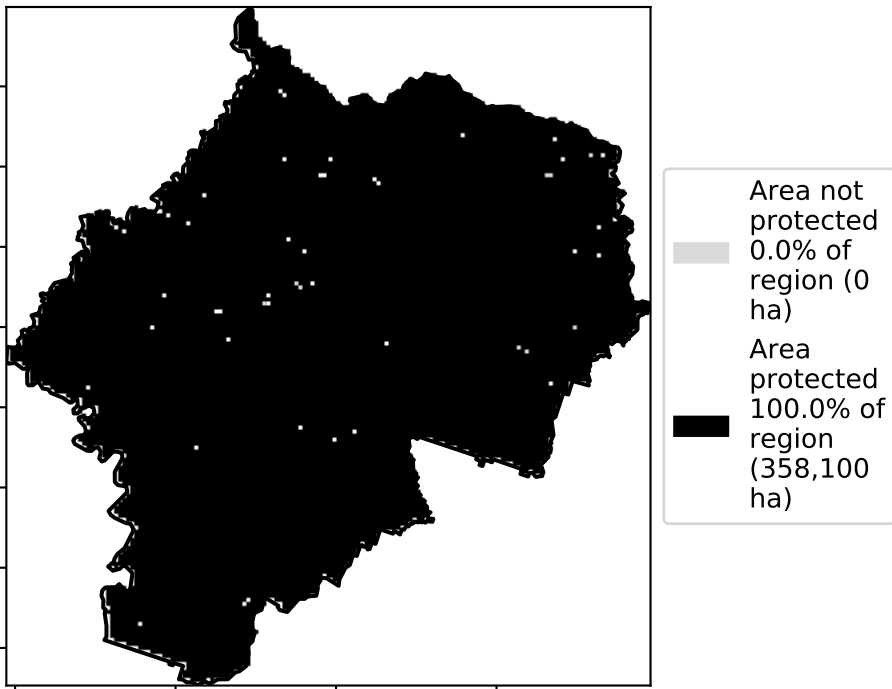 Area not
protected
0.0% of
region (0
ha)
Area
protected
100.0% of
region
(358,100
ha)